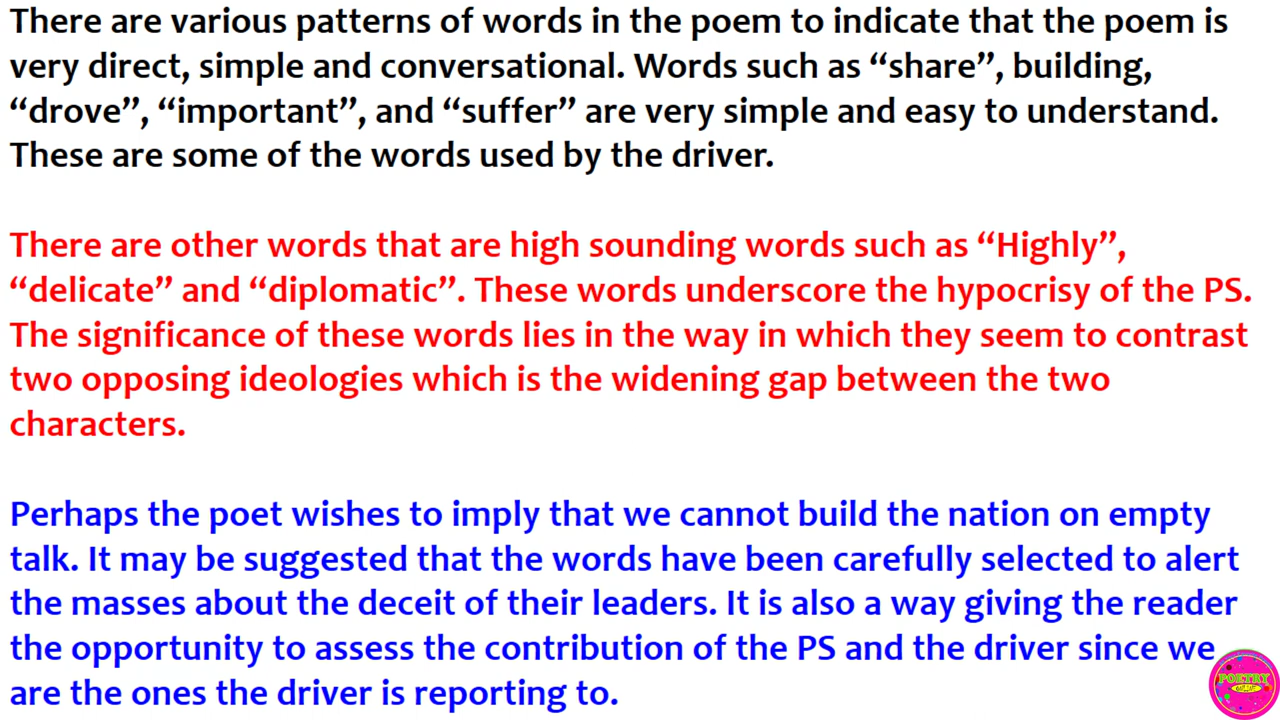 There are various patterns of words in the poem to indicate that the poem is
very direct, simple and conversational. Words such as “share”, building,
“drove”, “important”, and “suffer” are very simple and easy to understand.
These are some of the words used by the driver.
There are other words that are high sounding words such as “Highly”,
“delicate” and “diplomatic”. These words underscore the hypocrisy of the PS.
The significance of these words lies in the way in which they seem to contrast
two opposing ideologies which is the widening gap between the two
characters.
Perhaps the poet wishes to imply that we cannot build the nation on empty
talk. It may be suggested that the words have been carefully selected to alert
the masses about the deceit of their leaders. It is also a way giving the reader
the opportunity to assess the contribution of the PS and the driver since we
are the ones the driver is reporting to.
POETRY